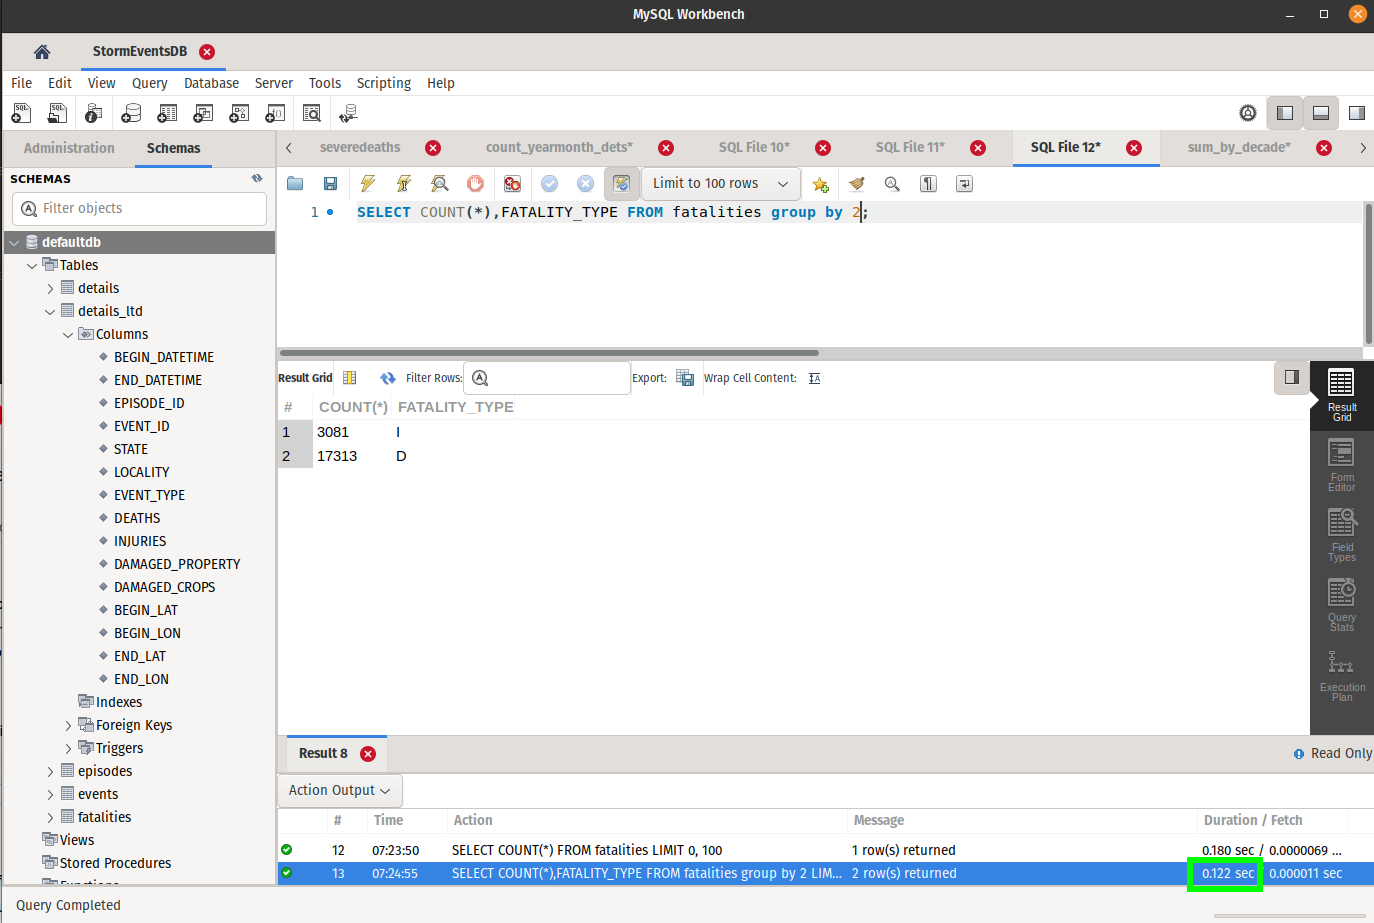 MySQL Workbench
StormEventsDB
File Edit View Query Database Server Tools Scripting Help
Administration Schemas
severedeaths count_yearmonth_dets* SQL File 10* SQL File 11* SQL File 12* sum_by_decade*
SCHEMAS
Limit to 100 rows
Filter objects
1 SELECT COUNT(*),FATALITY_TYPE FROM fatalities group by 2;
defaultdb
Tables
details
details_ltd
Columns
BEGIN_DATETIME
END_DATETIME
EPISODE_ID
EVENT_ID
STATE
LOCALITY
EVENT_TYPE
DEATHS
INJURIES
DAMAGED_PROPERTY
DAMAGED_CROPS
BEGIN_LAT
BEGIN_LON
END_LAT
END_LON
Indexes
Foreign Keys
Triggers
episodes
events
fatalities
Views
Stored Procedures
Functions
Result Grid Filter Rows: Export: Wrap Cell Content:
# COUNT(*) FATALITY_TYPE
1 3081 I
2 17313 D
Result
Grid
Form
Editor
Field
Types
Query
Stats
Execution
Plan
Result 8
Read Only
Action Output
# Time Action Message Duration / Fetch
12 07:23:50 SELECT COUNT(*) FROM fatalities LIMIT 0, 100 1 row(s) returned 0.180 sec / 0.0000069 ...
13 07:24:55 SELECT COUNT(*),FATALITY_TYPE FROM fatalities group by 2 LIM... 2 row(s) returned 0.122 sec / 0.000011 sec
Query Completed